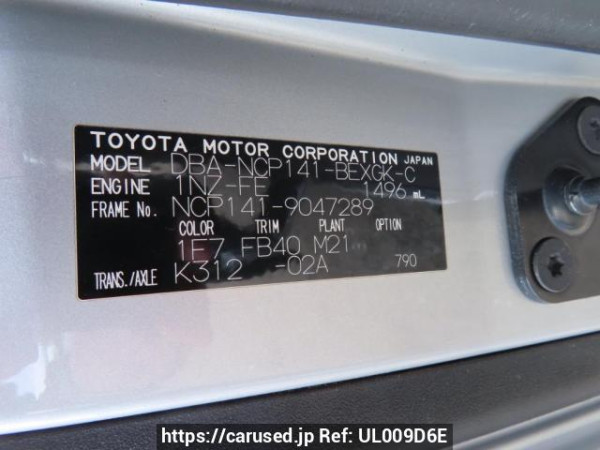 TOYOTA MOTOR CORPORATION JAPAN
MODEL DBA-NCP141-BEXGK-C
ENGINE 1NZ-FE 1496 mL
FRAME No. NCP141-9047289
COLOR TRIM PLANT OPTION
1F7 FB40 M21
TRANS./AXLE K312 -02A 790
https://carused.jp Ref: UL009D6E